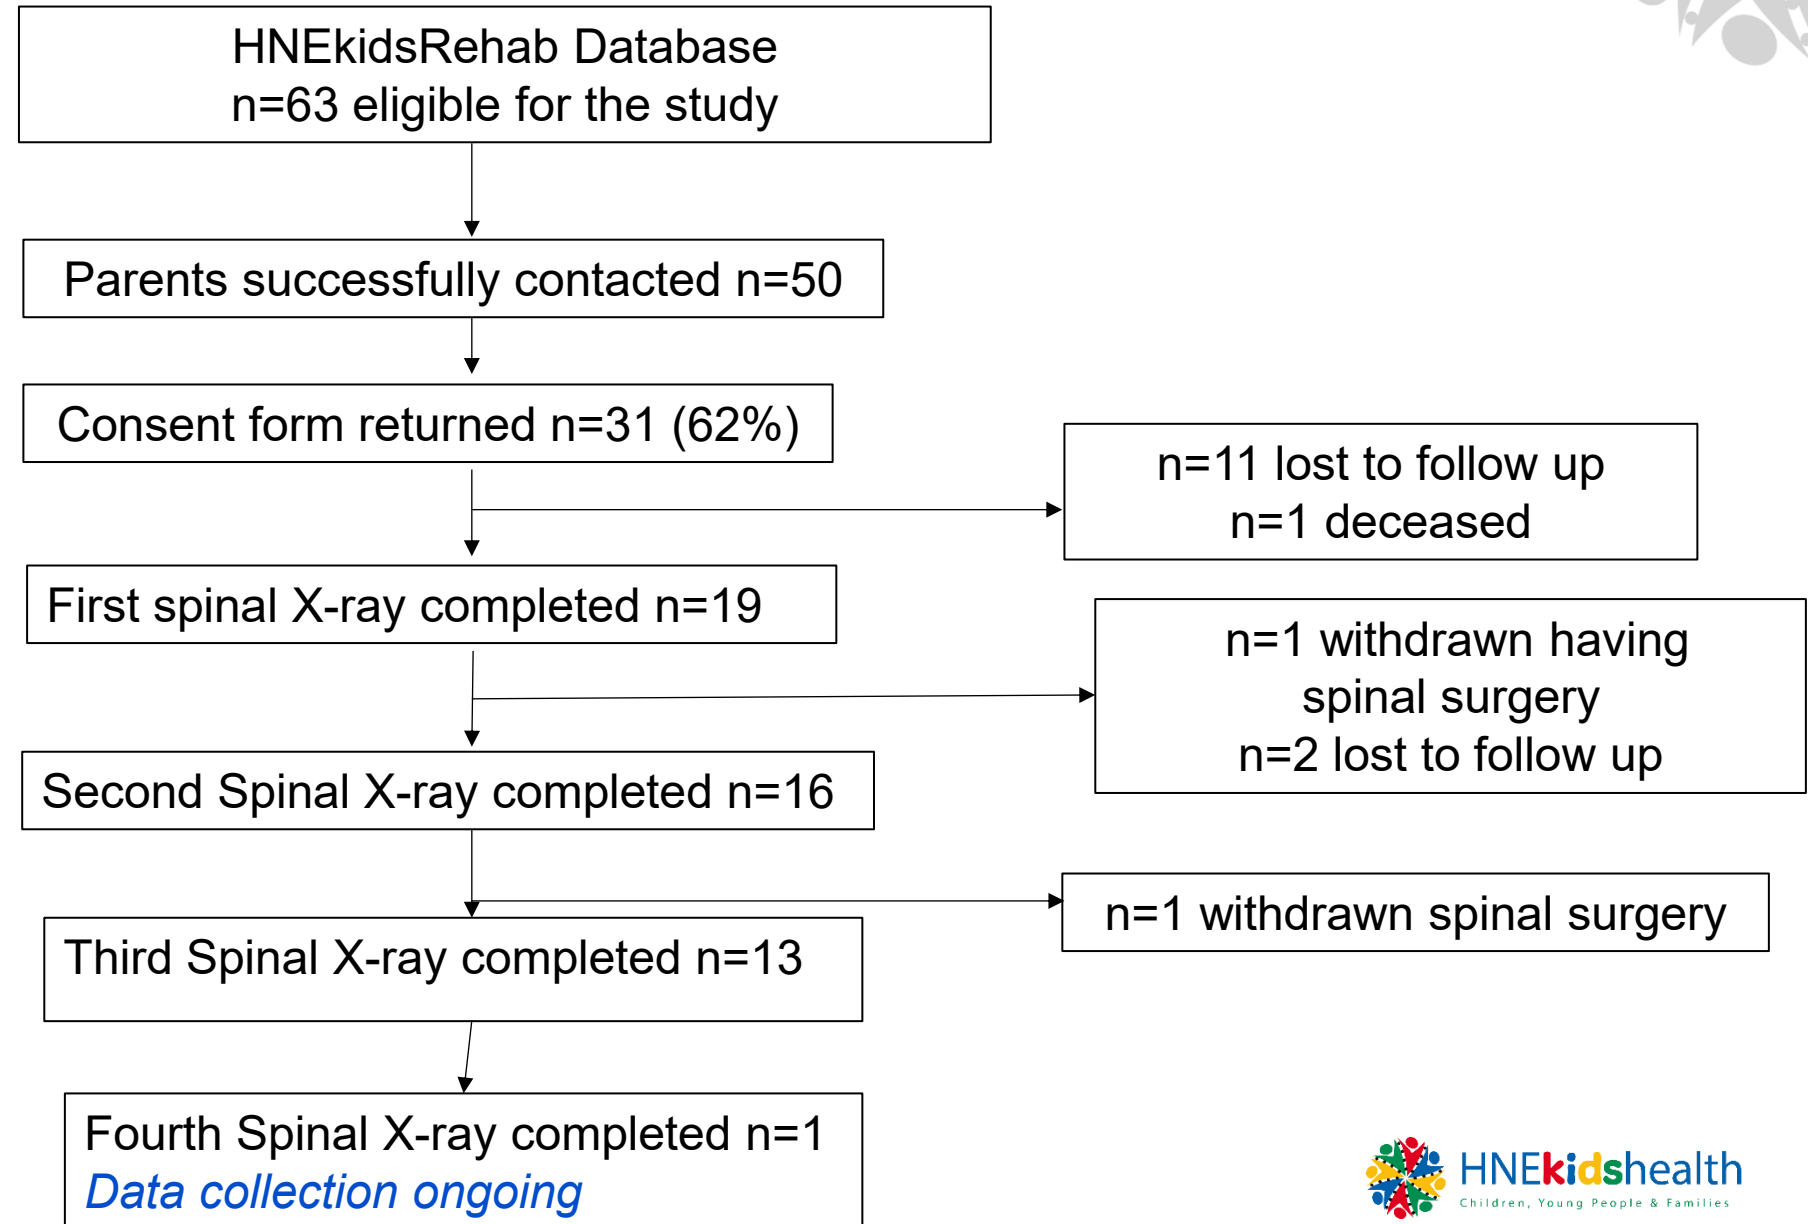 HNEkidsRehab Database
n=63 eligible for the study
Parents successfully contacted n=50
Consent form returned n=31 (62%)
n=11 lost to follow up
n=1 deceased
First spinal X-ray completed n=19
n=1 withdrawn having
spinal surgery
n=2 lost to follow up
Second Spinal X-ray completed n=16
n=1 withdrawn spinal surgery
Third Spinal X-ray completed n=13
Fourth Spinal X-ray completed n=1
Data collection ongoing
HNEkidshealth
Children, Young People & Families